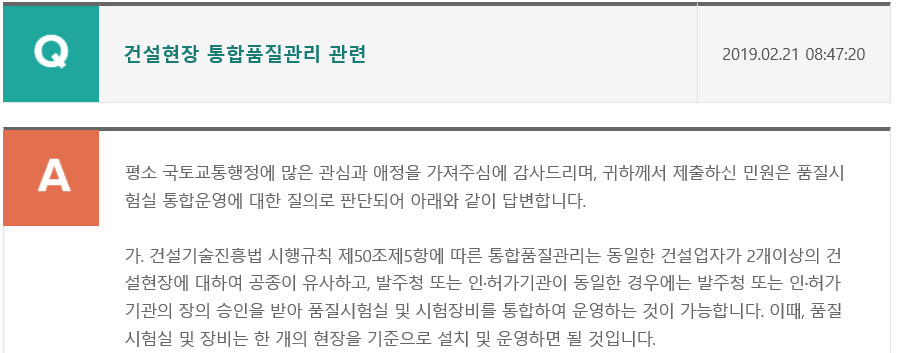 Q
건설현장 통합품질관리 관련
2019.02.21 08:47:20
A
평소 국토교통행정에 많은 관심과 애정을 가져주심에 감사드리며, 귀하께서 제출하신 민원은 품질시
험실 통합운영에 대한 질의로 판단되어 아래와 같이 답변합니다.
가. 건설기술진흥법 시행규칙 제50조제5항에 따른 통합품질관리는 동일한 건설업자가 2개이상의 건
설현장에 대하여 공종이 유사하고, 발주청 또는 인·허가기관이 동일한 경우에는 발주청 또는 인·허가
기관의 장의 승인을 받아 품질시험실 및 시험장비를 통합하여 운영하는 것이 가능합니다. 이때, 품질
시험실 및 장비는 한 개의 현장을 기준으로 설치 및 운영하면 될 것입니다.